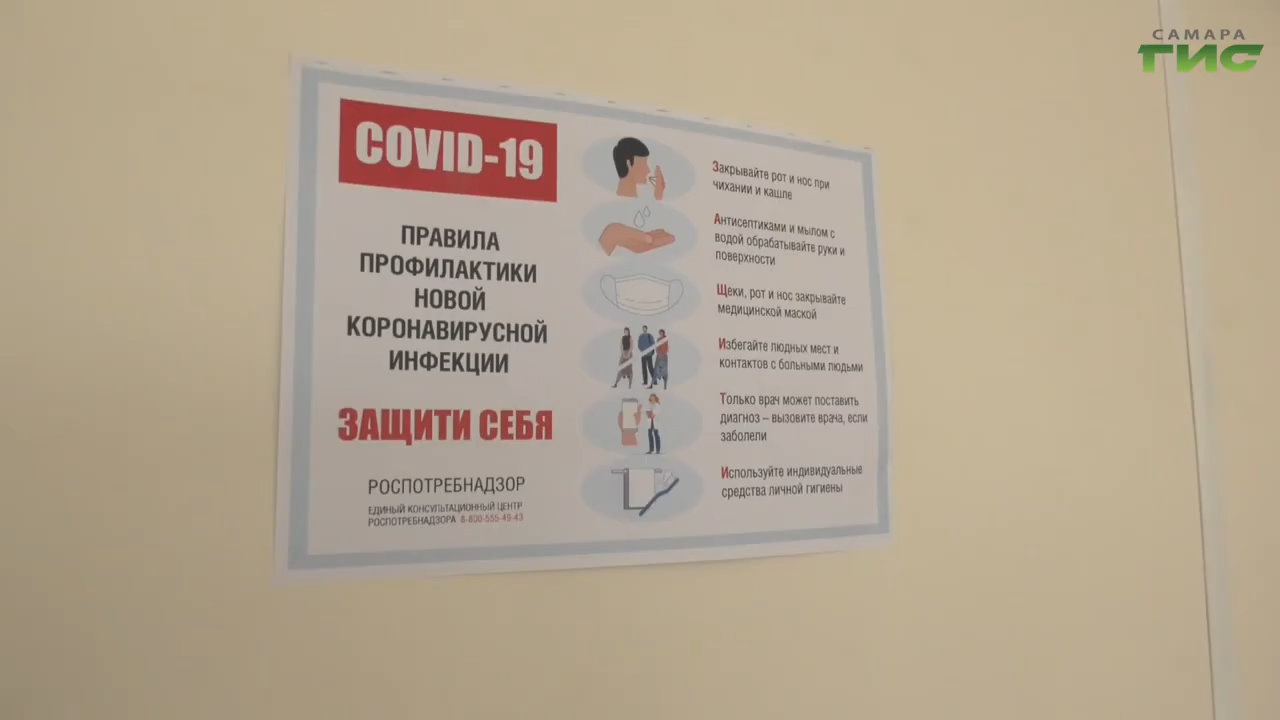 САМАРА
ГИС
COVID-19
ПРАВИЛА
ПРОФИЛАКТИКИ
НОВОЙ
КОРОНАВИРУСНОЙ
ИНФЕКЦИИ
ЗАЩИТИ СЕБЯ
РОСПОТРЕБНАДЗОР
ЕДИНЫЙ КОНСУЛЬТАЦИОННЫЙ ЦЕНТР
РОСПОТРЕБНАДЗОРА 8-800-555-49-43
Закрывайте рот и нос при
чихании и кашле
Антисептиками и мылом с
водой обрабатывайте руки и
поверхности
Щеки, рот и нос закрывайте
медицинской маской
Избегайте людных мест и
контактов с больными людьми
Только врач может поставить
диагноз – вызовите врача, если
заболели
Используйте индивидуальные
средства личной гигиены